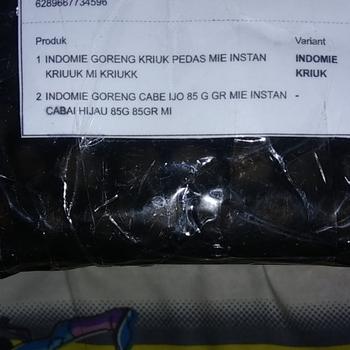 6289667734596
Produk Variant
1 INDOMIE GORENG KRIUK PEDAS MIE INSTAN INDOMIE
KRIUUK MI KRIUKK KRIUK
2 INDOMIE GORENG CABE IJO 85 G GR MIE INSTAN -
CABAI HIJAU 85G 85GR MI